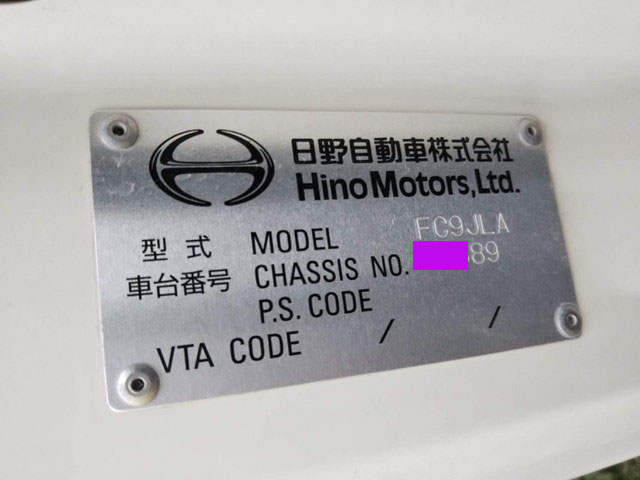 日野自動車株式会社
Hino Motors, Ltd.
型式 MODEL FC9JLA
車台番号 CHASSIS NO. 89
P.S. CODE
VTA CODE / /